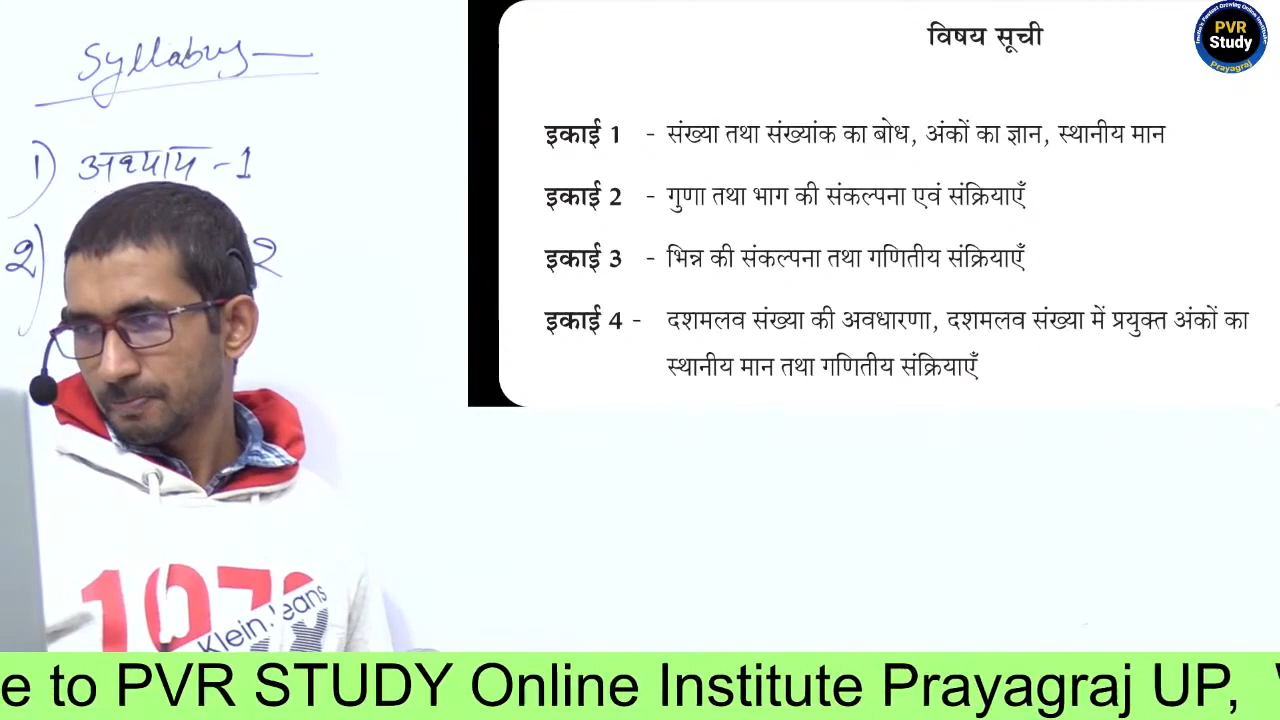 Syllabus
1) अध्याय -1
2) 2
विषय सूची
इकाई 1 - संख्या तथा संख्यांक का बोध, अंकों का ज्ञान, स्थानीय मान
इकाई 2 - गुणा तथा भाग की संकल्पना एवं संक्रियाएँ
इकाई 3 - भिन्न की संकल्पना तथा गणितीय संक्रियाएँ
इकाई 4 - दशमलव संख्या की अवधारणा, दशमलव संख्या में प्रयुक्त अंकों का
स्थानीय मान तथा गणितीय संक्रियाएँ
PVR
Study
Prayagraj
Klein Jeans
e to PVR STUDY Online Institute Prayagraj UP,